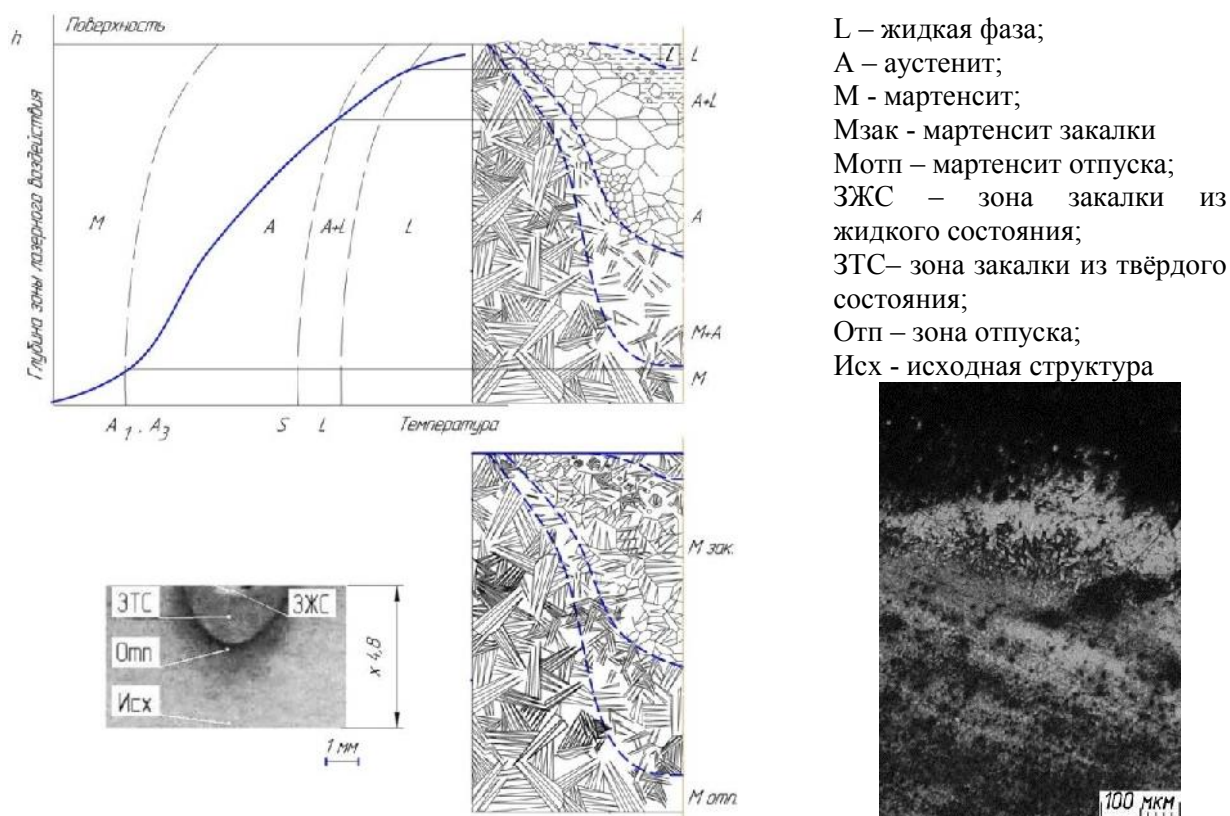 h
Поверхность
Глубина зоны лазерного воздействия
M
A
A+L
L
A 1 , A 3
S
L
Температура
L
L
A+L
A
M+A
M
L – жидкая фаза;
А – аустенит;
М - мартенсит;
Мзак - мартенсит закалки
Мотп – мартенсит отпуска;
ЗЖС – зона закалки из
жидкого состояния;
ЗТС– зона закалки из твёрдого
состояния;
Отп – зона отпуска;
Исх - исходная структура
ЗТС
ЗЖС
Отп
Исх
x 4,8
1 мм
М зак.
М отп.
100 мкм